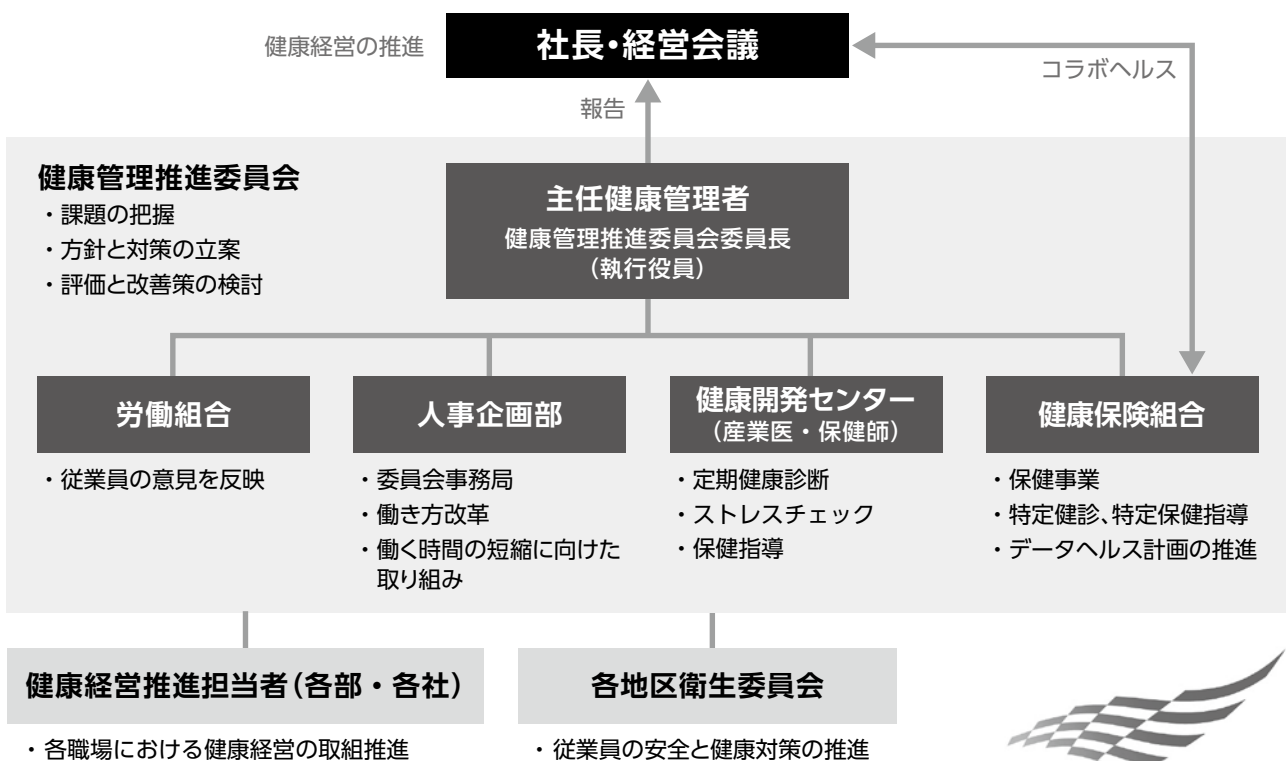 健康経営の推進
社長・経営会議
コラボヘルス
報告
健康管理推進委員会
・課題の把握
・方針と対策の立案
・評価と改善策の検討
主任健康管理者
健康管理推進委員会委員長
（執行役員）
労働組合
・従業員の意見を反映
人事企画部
・委員会事務局
・働き方改革
・働く時間の短縮に向けた
取り組み
健康開発センター
（産業医・保健師）
・定期健康診断
・ストレスチェック
・保健指導
健康保険組合
・保健事業
・特定健診、特定保健指導
・データヘルス計画の推進
健康経営推進担当者（各部・各社）
・各職場における健康経営の取組推進
各地区衛生委員会
・従業員の安全と健康対策の推進